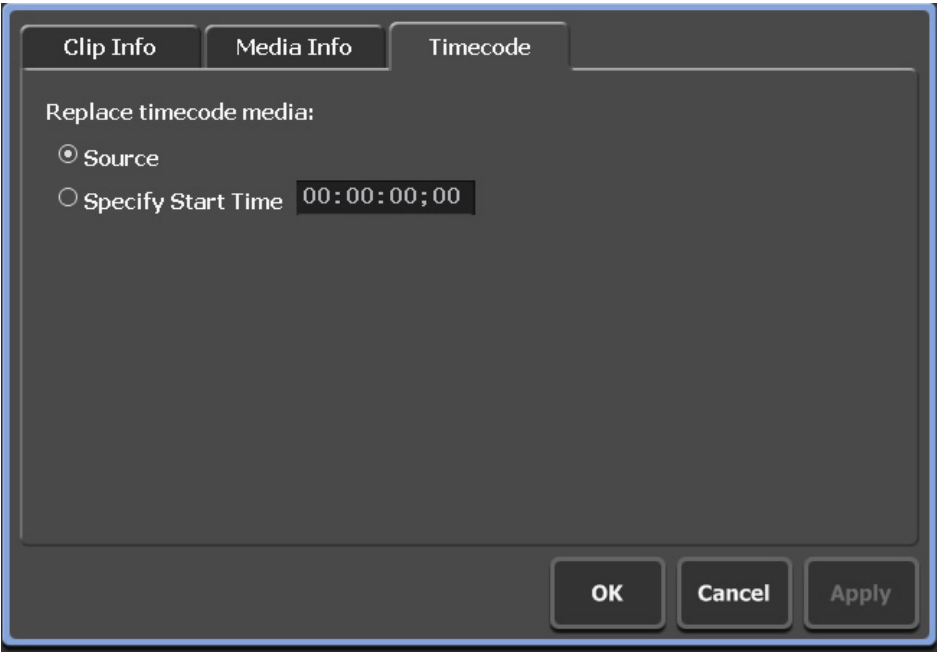 Clip Info Media Info Timecode
Replace timecode media:
Source
Specify Start Time 00:00:00;00
OK Cancel Apply